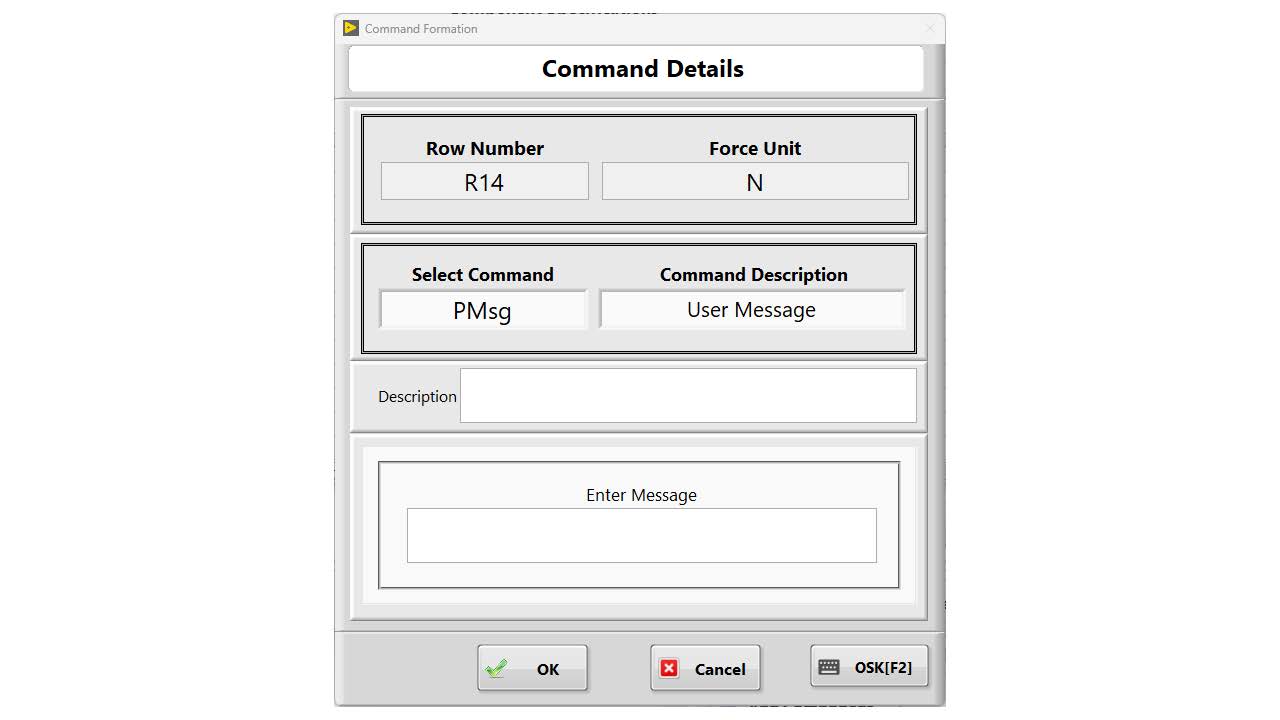 Command Formation
Command Details
Row Number Force Unit
R14 N
Select Command Command Description
PMsg User Message
Description
Enter Message
OK Cancel OSK[F2]